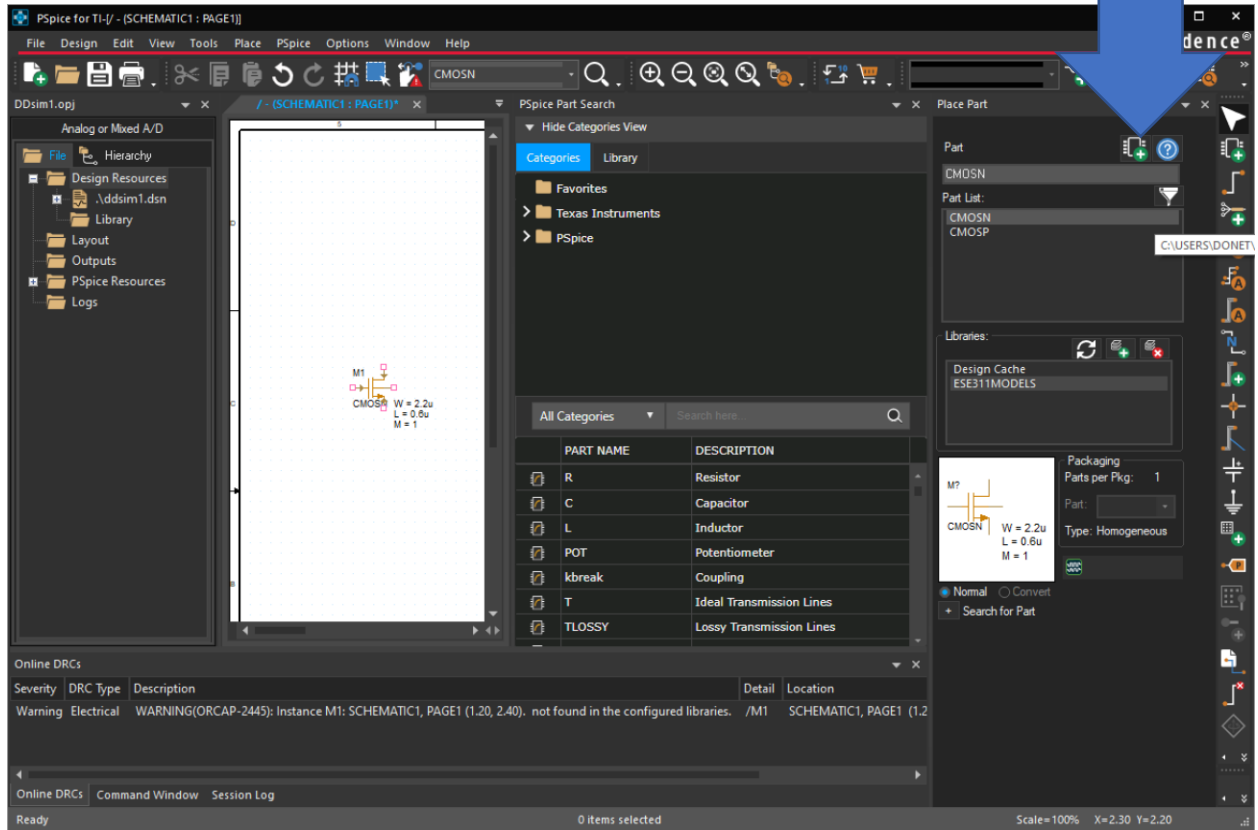 PSpice for TI-[/ - (SCHEMATIC1 : PAGE1)]
File Design Edit View Tools Place PSpice Options Window Help
dence®
CMOSN
DDsim1.opj
/ - (SCHEMATIC1 : PAGE1)*
PSpice Part Search
Place Part
Analog or Mixed A/D
File
Hierarchy
Design Resources
.\ddsim1.dsn
Library
Layout
Outputs
PSpice Resources
Logs
5
D
C
B
M1
CMOSN
W = 2.2u
L = 0.6u
M = 1
Hide Categories View
Categories Library
Favorites
Texas Instruments
PSpice
All Categories
Search here...
PART NAME DESCRIPTION
R Resistor
C Capacitor
L Inductor
POT Potentiometer
kbreak Coupling
T Ideal Transmission Lines
TLOSSY Lossy Transmission Lines
Part
CMOSN
Part List:
CMOSN
CMOSP
C:\USERS\DONET\
Libraries:
Design Cache
ESE311MODELS
M?
CMOSN
W = 2.2u
L = 0.6u
M = 1
Packaging
Parts per Pkg: 1
Part:
Type: Homogeneous
Normal Convert
+ Search for Part
Online DRCs
Severity DRC Type Description Detail Location
Warning Electrical WARNING(ORCAP-2445): Instance M1: SCHEMATIC1, PAGE1 (1.20, 2.40). not found in the configured libraries. /M1 SCHEMATIC1, PAGE1 (1.2
Online DRCs Command Window Session Log
Ready 0 items selected Scale=100% X=2.30 Y=2.20